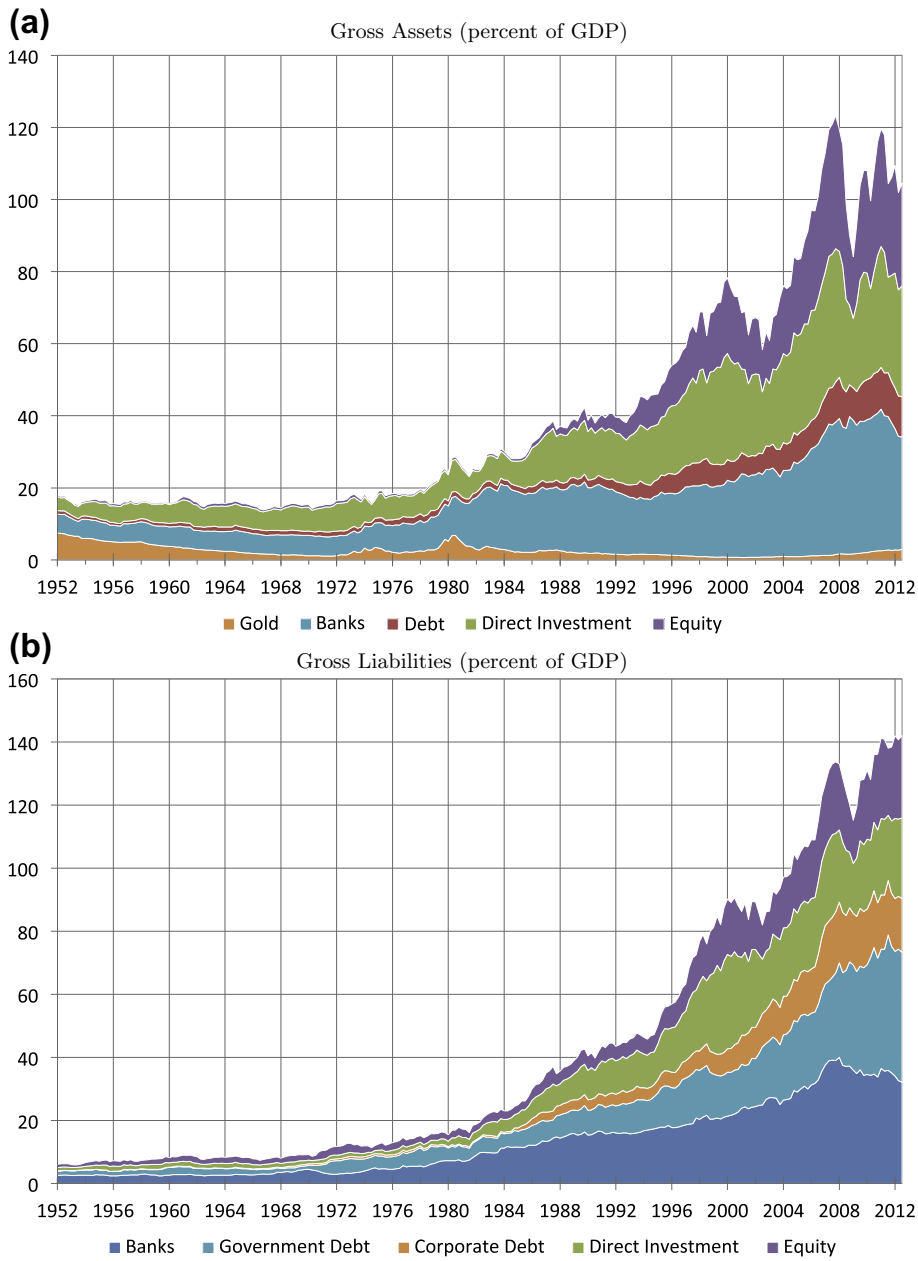 (a)
Gross Assets (percent of GDP)
140
120
100
80
60
40
20
0
1952 1956 1960 1964 1968 1972 1976 1980 1984 1988 1992 1996 2000 2004 2008 2012
Gold Banks Debt Direct Investment Equity
(b)
Gross Liabilities (percent of GDP)
160
140
120
100
80
60
40
20
0
1952 1956 1960 1964 1968 1972 1976 1980 1984 1988 1992 1996 2000 2004 2008 2012
Banks Government Debt Corporate Debt Direct Investment Equity